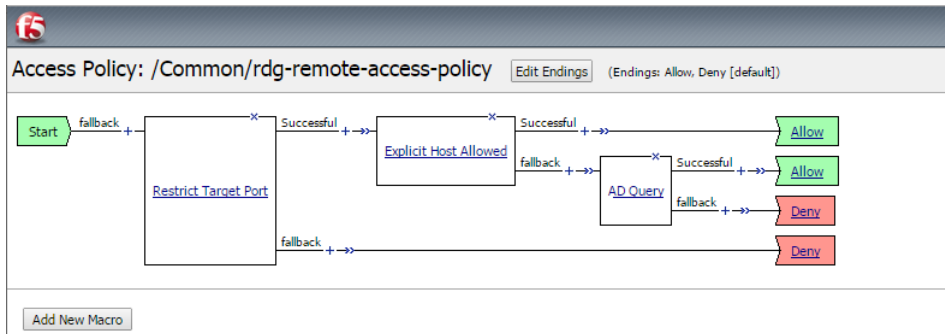 f5
Access Policy: /Common/rdg-remote-access-policy Edit Endings (Endings: Allow, Deny [default])
Start fallback + Restrict Target Port Successful + Explicit Host Allowed Successful + Allow
fallback + AD Query Successful + Allow
fallback + Deny
fallback + Deny
Add New Macro